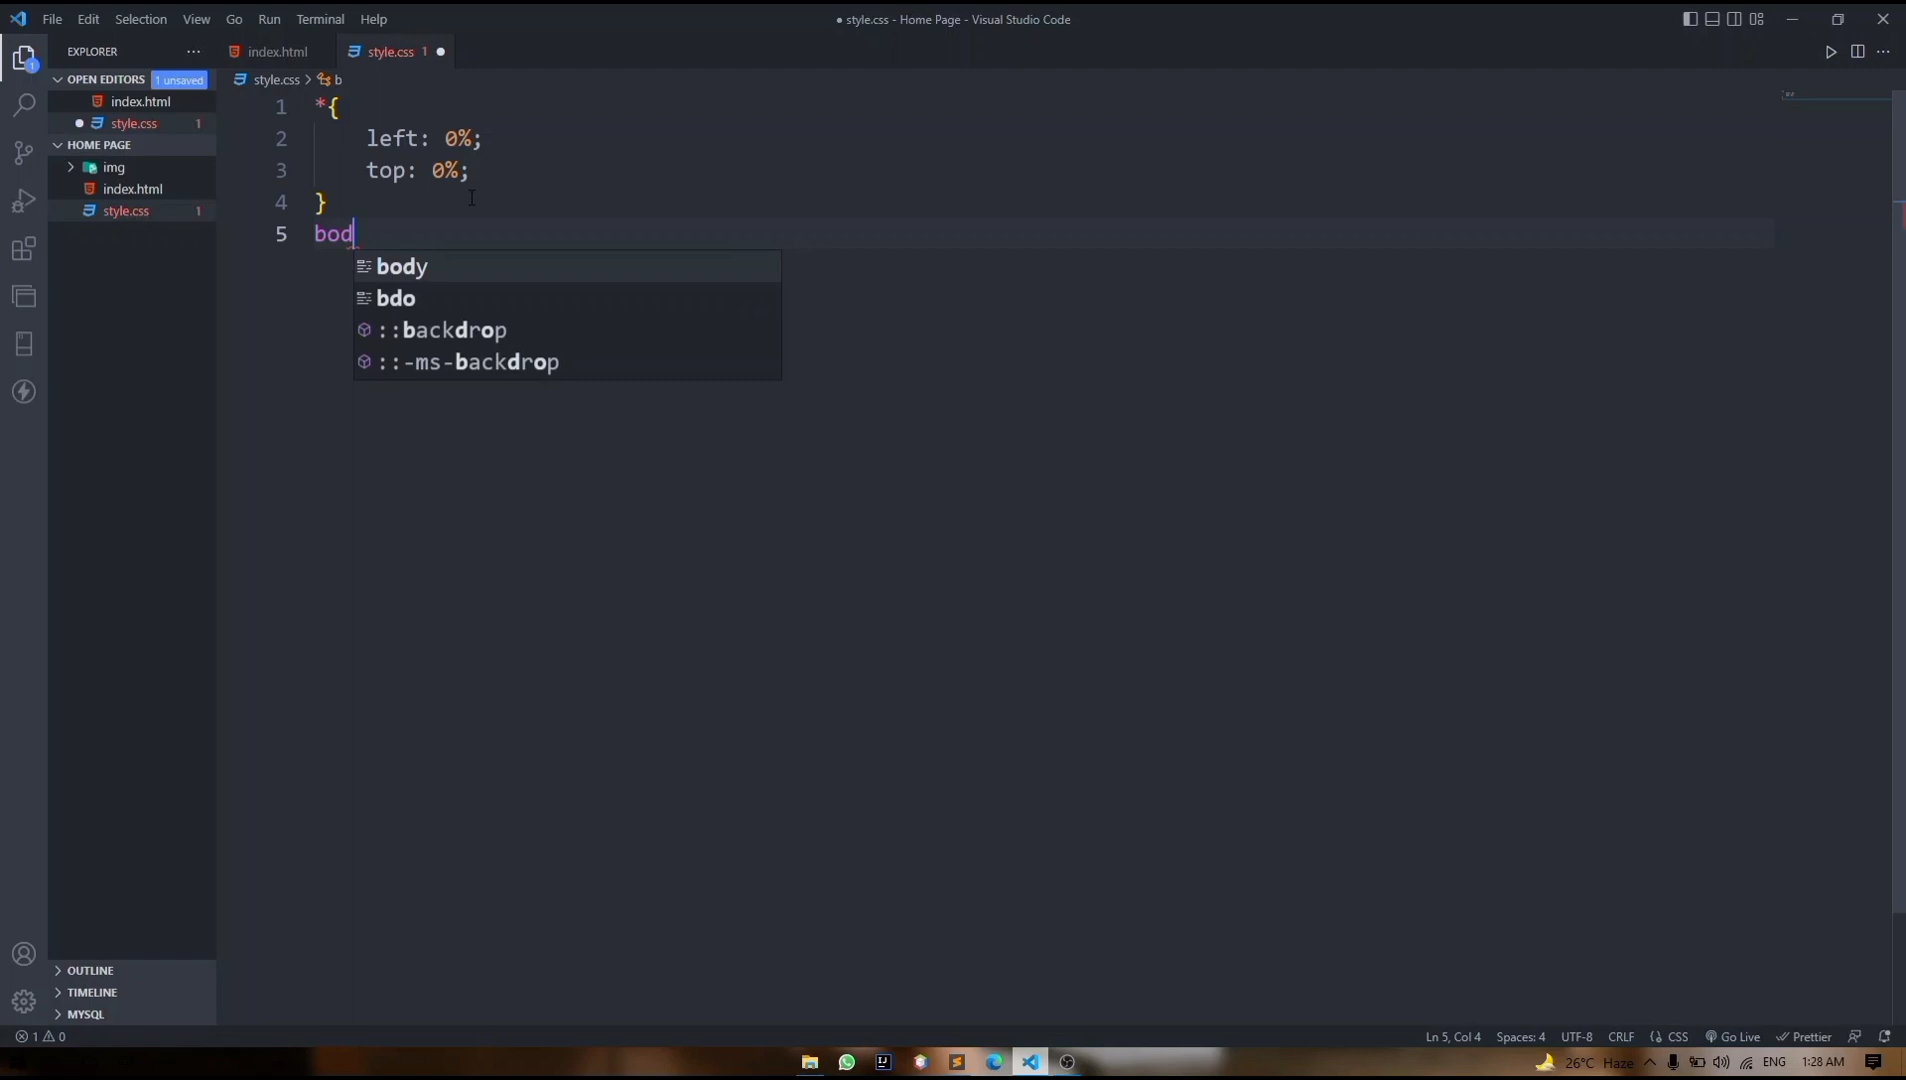 File Edit Selection View Go Run Terminal Help
● style.css - Home Page - Visual Studio Code
EXPLORER
index.html
style.css 1
OPEN EDITORS 1 unsaved
index.html
style.css 1
HOME PAGE
img
index.html
style.css 1
style.css > b
1 *{
2 left: 0%;
3 top: 0%;
4 }
5 bod
body
bdo
::backdrop
::-ms-backdrop
OUTLINE
TIMELINE
MYSQL
1 0
Ln 5, Col 4 Spaces: 4 UTF-8 CRLF CSS Go Live Prettier
26°C Haze ENG 1:28 AM